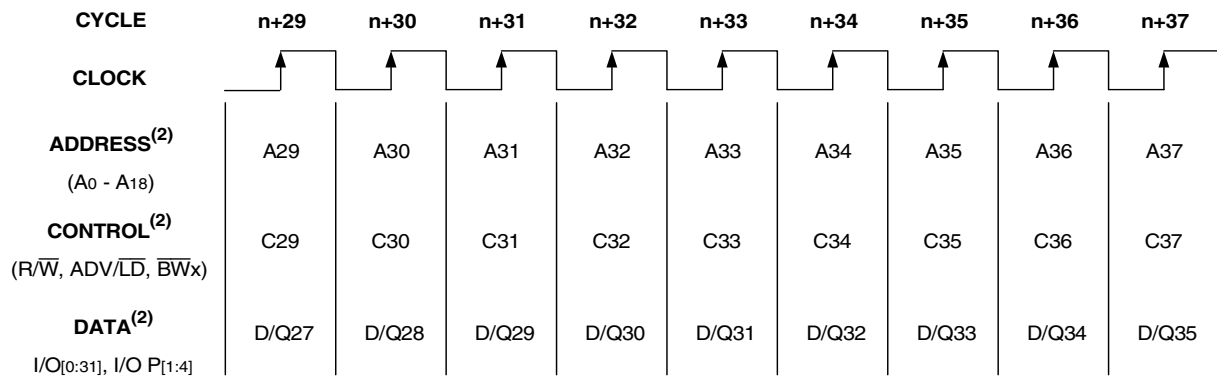 CYCLE n+29 n+30 n+31 n+32 n+33 n+34 n+35 n+36 n+37
CLOCK
ADDRESS(2) A29 A30 A31 A32 A33 A34 A35 A36 A37
(A0 - A18)
CONTROL(2) C29 C30 C31 C32 C33 C34 C35 C36 C37
(R/W̅, ADV/L̅D̅, B̅W̅x)
DATA(2) D/Q27 D/Q28 D/Q29 D/Q30 D/Q31 D/Q32 D/Q33 D/Q34 D/Q35
I/O[0:31], I/O P[1:4]